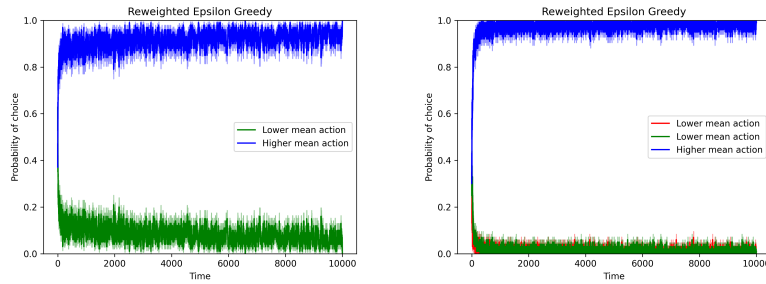 Reweighted Epsilon Greedy
1.0
0.8
0.6
0.4
0.2
0.0
Probability of choice
Lower mean action
Higher mean action
0 2000 4000 6000 8000 10000
Time
Reweighted Epsilon Greedy
1.0
0.8
0.6
0.4
0.2
0.0
Probability of choice
Lower mean action
Lower mean action
Higher mean action
0 2000 4000 6000 8000
Time